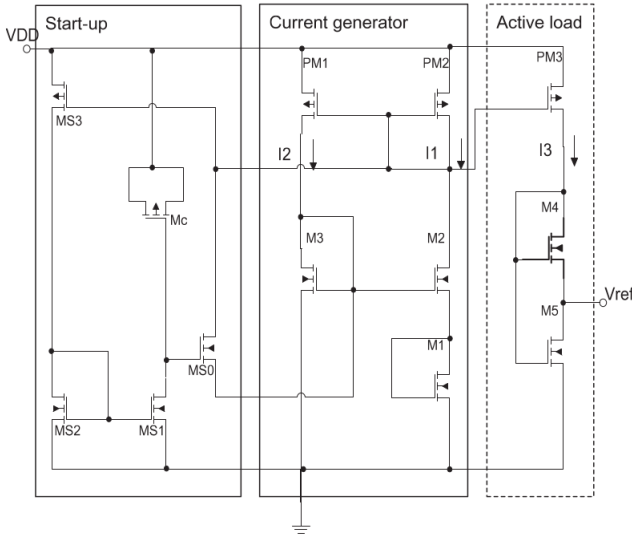 Start-up
Current generator
Active load
VDD
PM1
PM2
PM3
MS3
I2
I1
I3
Mc
M4
M3
M2
M5
Vref
MS0
M1
MS2
MS1